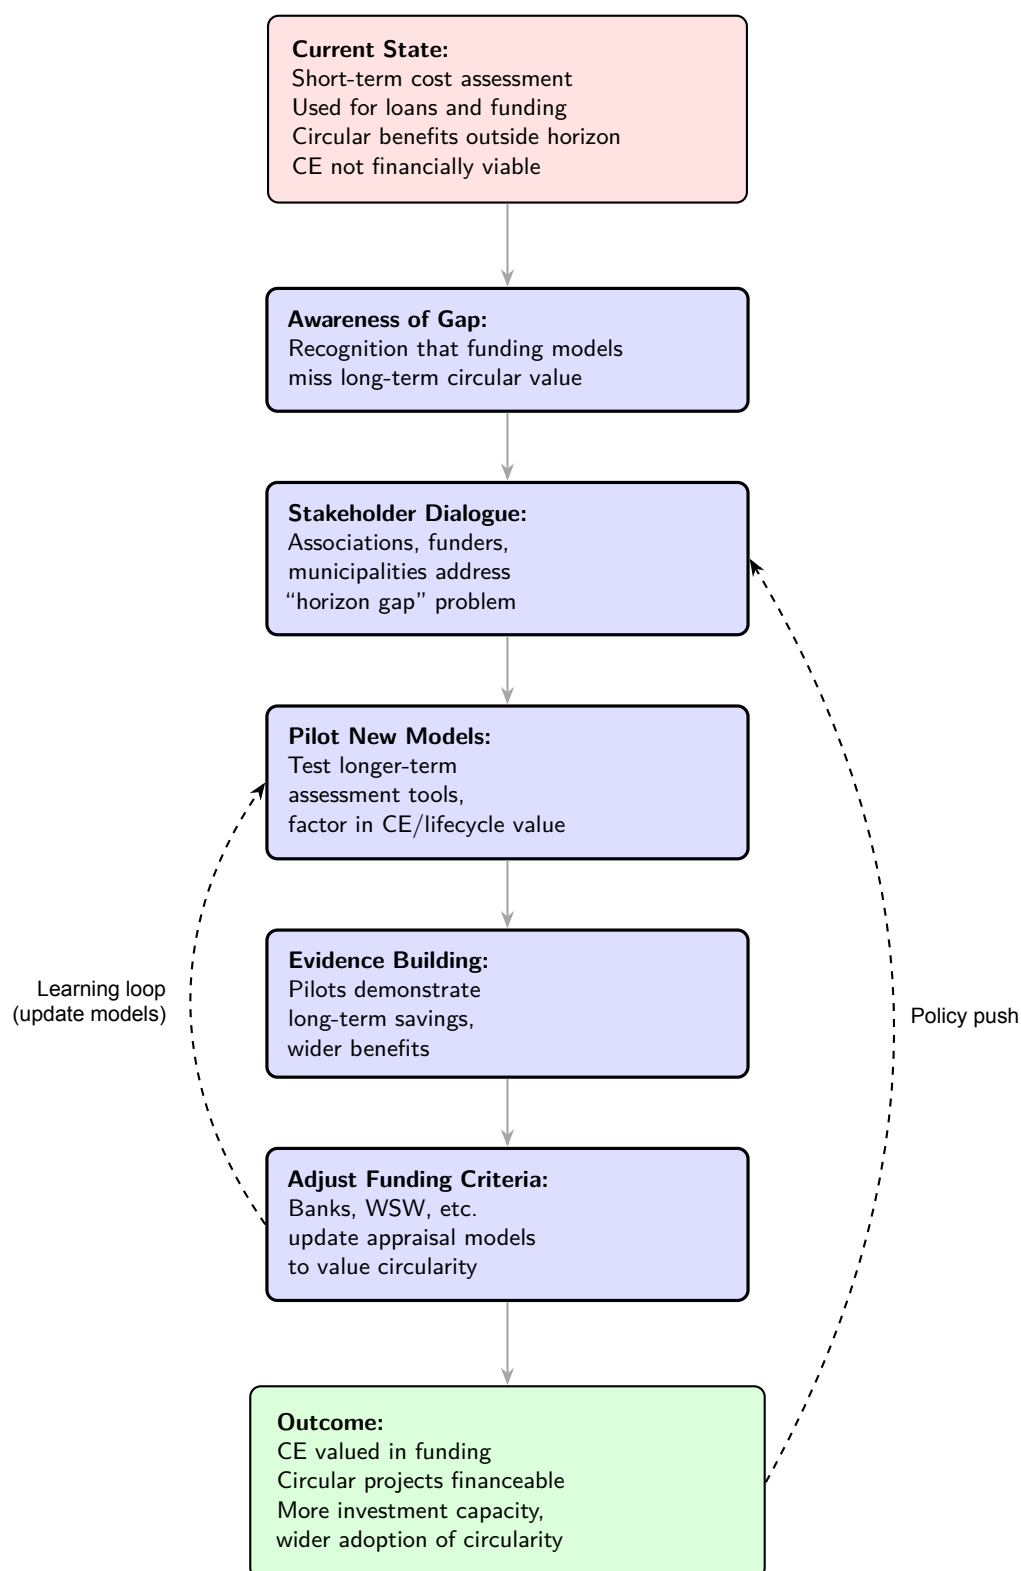 Current State:
Short-term cost assessment
Used for loans and funding
Circular benefits outside horizon
CE not financially viable
Awareness of Gap:
Recognition that funding models
miss long-term circular value
Stakeholder Dialogue:
Associations, funders,
municipalities address
“horizon gap” problem
Pilot New Models:
Test longer-term
assessment tools,
factor in CE/lifecycle value
Evidence Building:
Pilots demonstrate
long-term savings,
wider benefits
Learning loop
(update models)
Policy push
Adjust Funding Criteria:
Banks, WSW, etc.
update appraisal models
to value circularity
Outcome:
CE valued in funding
Circular projects financeable
More investment capacity,
wider adoption of circularity